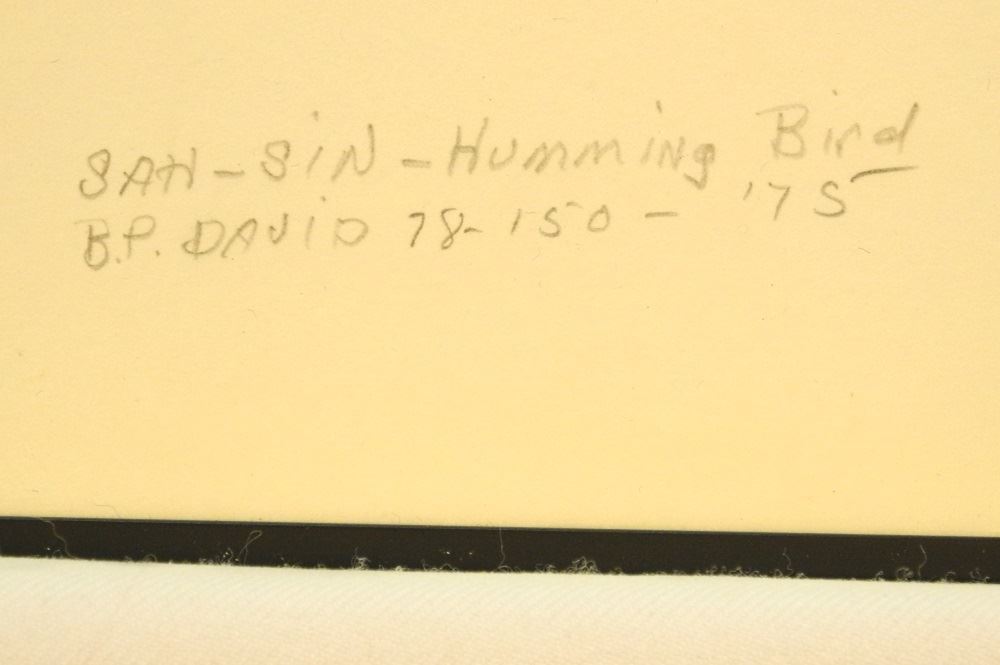 SAH-SiN-Humming Bird
B.P. DAViD 78-150- '75